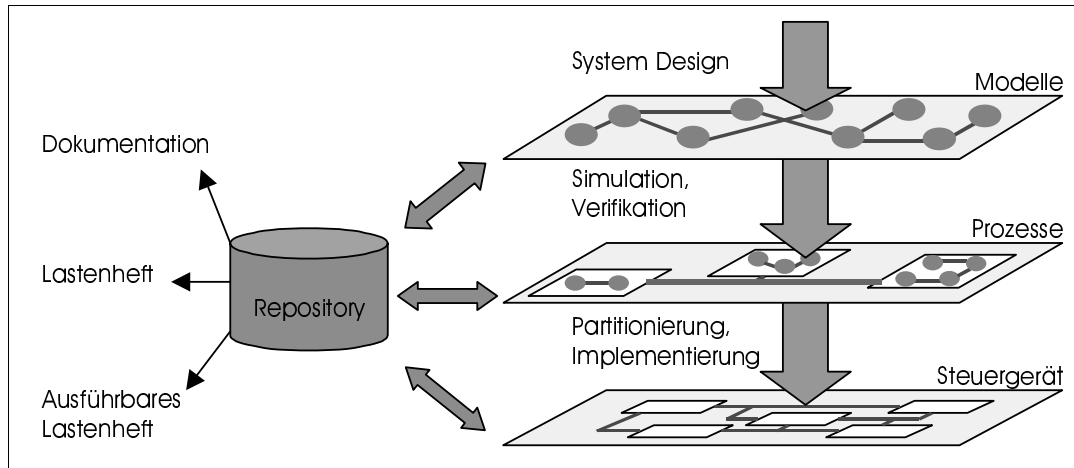 System Design
Modelle
Dokumentation
Simulation,
Verifikation
Prozesse
Lastenheft
Repository
Partitionierung,
Implementierung
Steuergerät
Ausführbares
Lastenheft